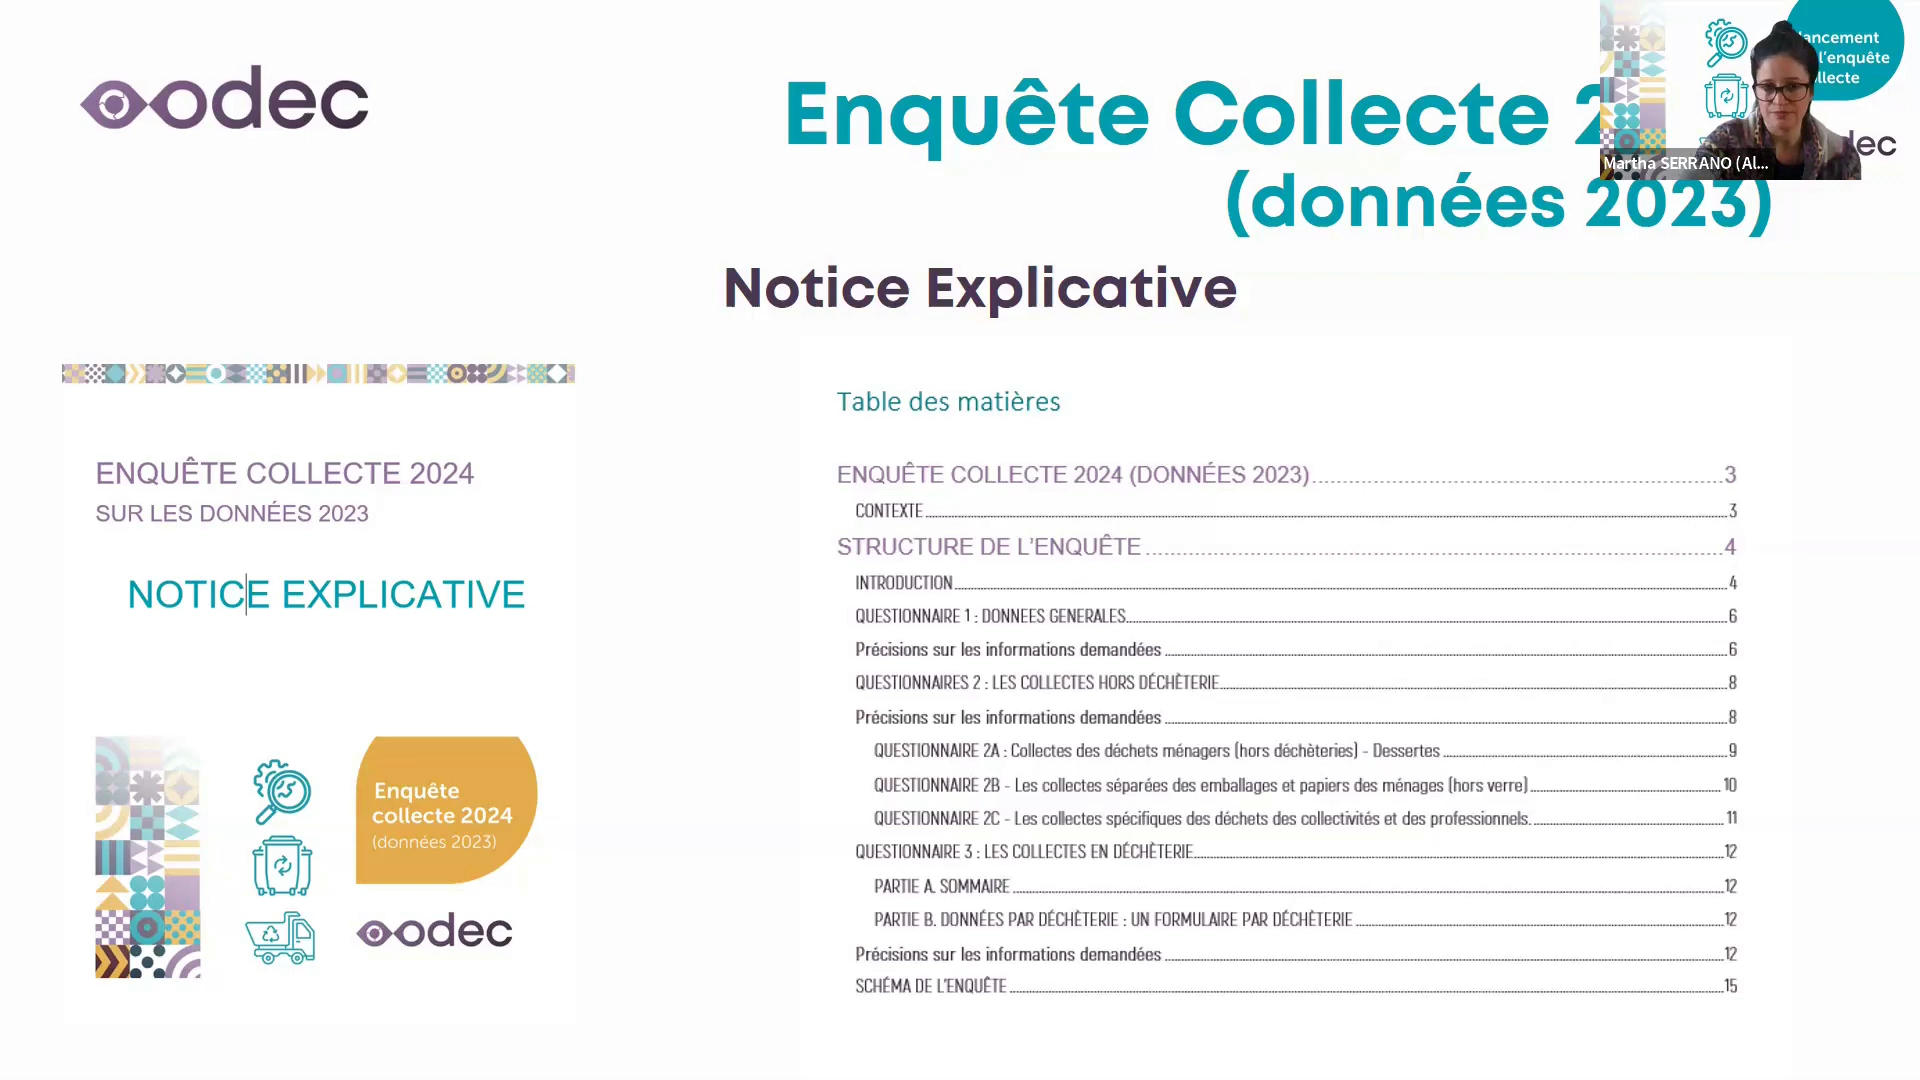 odec
Enquête Collecte 2
(données 2023)
lancement
l'enquête
llecte
dec
Martha SERRANO (Al...
Notice Explicative
ENQUÊTE COLLECTE 2024
SUR LES DONNÉES 2023
NOTICE EXPLICATIVE
Enquête
collecte 2024
(données 2023)
odec
Table des matières
ENQUÊTE COLLECTE 2024 (DONNÉES 2023) 3
CONTEXTE 3
STRUCTURE DE L'ENQUÊTE 4
INTRODUCTION 4
QUESTIONNAIRE 1 : DONNEES GENERALES 6
Précisions sur les informations demandées 6
QUESTIONNAIRES 2 : LES COLLECTES HORS DÉCHÈTERIE 8
Précisions sur les informations demandées 8
QUESTIONNAIRE 2A : Collectes des déchets ménagers (hors déchèteries) - Dessertes 9
QUESTIONNAIRE 2B - Les collectes séparées des emballages et papiers des ménages (hors verre) 10
QUESTIONNAIRE 2C - Les collectes spécifiques des déchets des collectivités et des professionnels. 11
QUESTIONNAIRE 3 : LES COLLECTES EN DÉCHÈTERIE 12
PARTIE A. SOMMAIRE 12
PARTIE B. DONNÉES PAR DÉCHÈTERIE : UN FORMULAIRE PAR DÉCHÈTERIE 12
Précisions sur les informations demandées 12
SCHÉMA DE L'ENQUÊTE 15